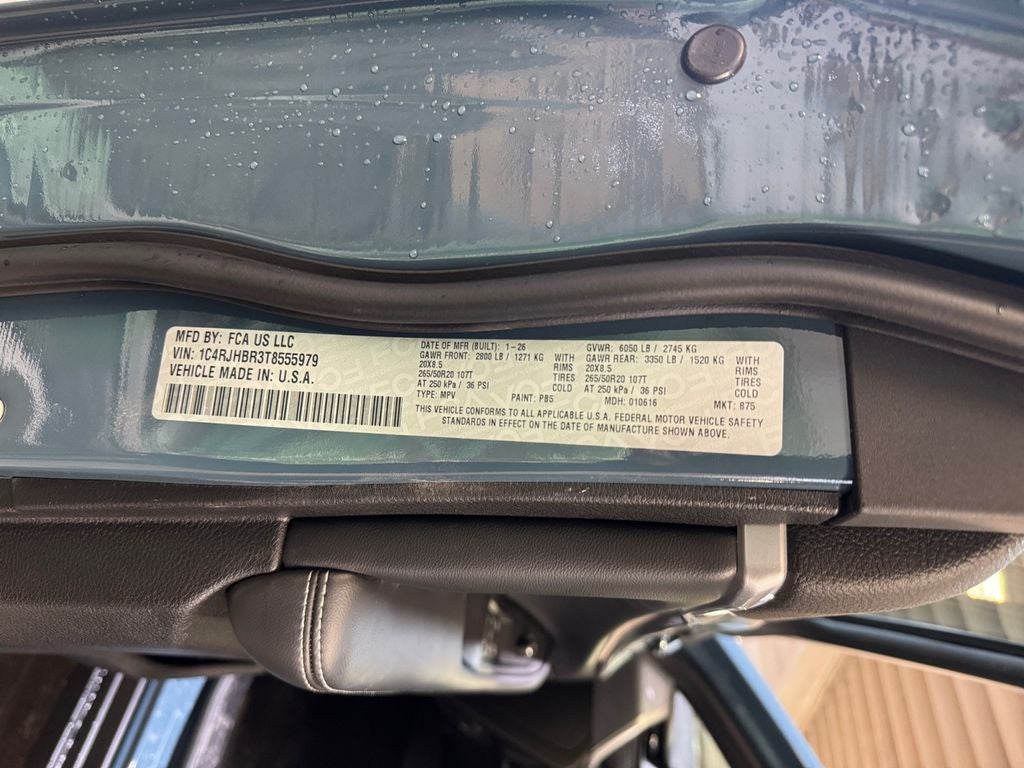 MFD BY: FCA US LLC
VIN: 1C4RJHBR3T8555979
VEHICLE MADE IN: U.S.A.
DATE OF MFR (BUILT): 1-26
GAWR FRONT: 2800 LB / 1271 KG WITH
20X8.5 RIMS
265/50R20 107T TIRES
AT 250 kPa / 36 PSI COLD
TYPE: MPV PAINT: PB5
GVWR: 6050 LB / 2745 KG
GAWR REAR: 3350 LB / 1520 KG WITH
20X8.5 RIMS
265/50R20 107T TIRES
AT 250 kPa / 36 PSI COLD
MDH: 010616 MKT: 875
THIS VEHICLE CONFORMS TO ALL APPLICABLE U.S.A. FEDERAL MOTOR VEHICLE SAFETY
STANDARDS IN EFFECT ON THE DATE OF MANUFACTURE SHOWN ABOVE.